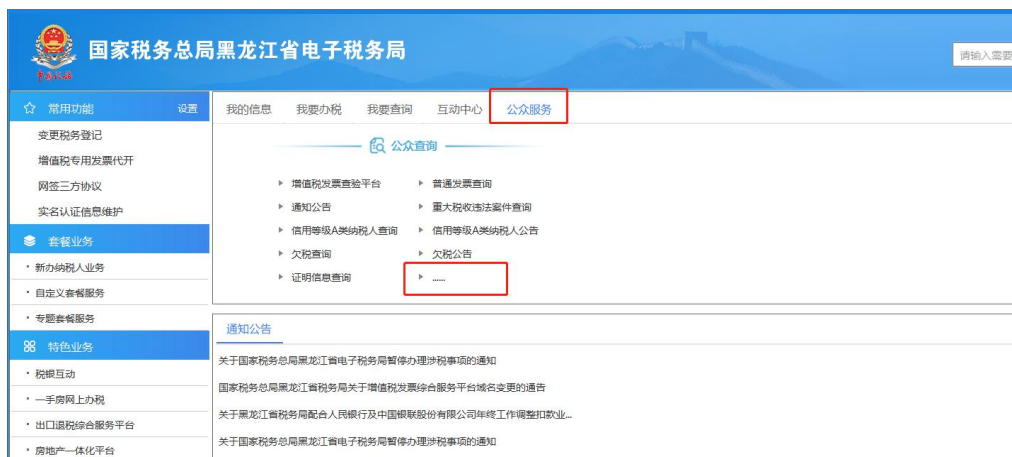 国家税务总局黑龙江省电子税务局
请输入需要
常用功能 设置
变更税务登记
增值税专用发票代开
网签三方协议
实名认证信息维护
套餐业务
新办纳税人业务
自定义套餐服务
专题套餐服务
特色业务
税银互动
一手房网上办税
出口退税综合服务平台
房地产一体化平台
我的信息 我要办税 我要查询 互动中心 公众服务
公众查询
增值税发票查验平台 普通发票查询
通知公告 重大税收违法案件查询
信用等级A类纳税人查询 信用等级A类纳税人公告
欠税查询 欠税公告
证明信息查询 ......
通知公告
关于国家税务总局黑龙江省电子税务局暂停办理涉税事项的通知
国家税务总局黑龙江省税务局关于增值税发票综合服务平台域名变更的通告
关于黑龙江省税务局配合人民银行及中国银联股份有限公司年终工作调整扣款业...
关于国家税务总局黑龙江省电子税务局暂停办理涉税事项的通知